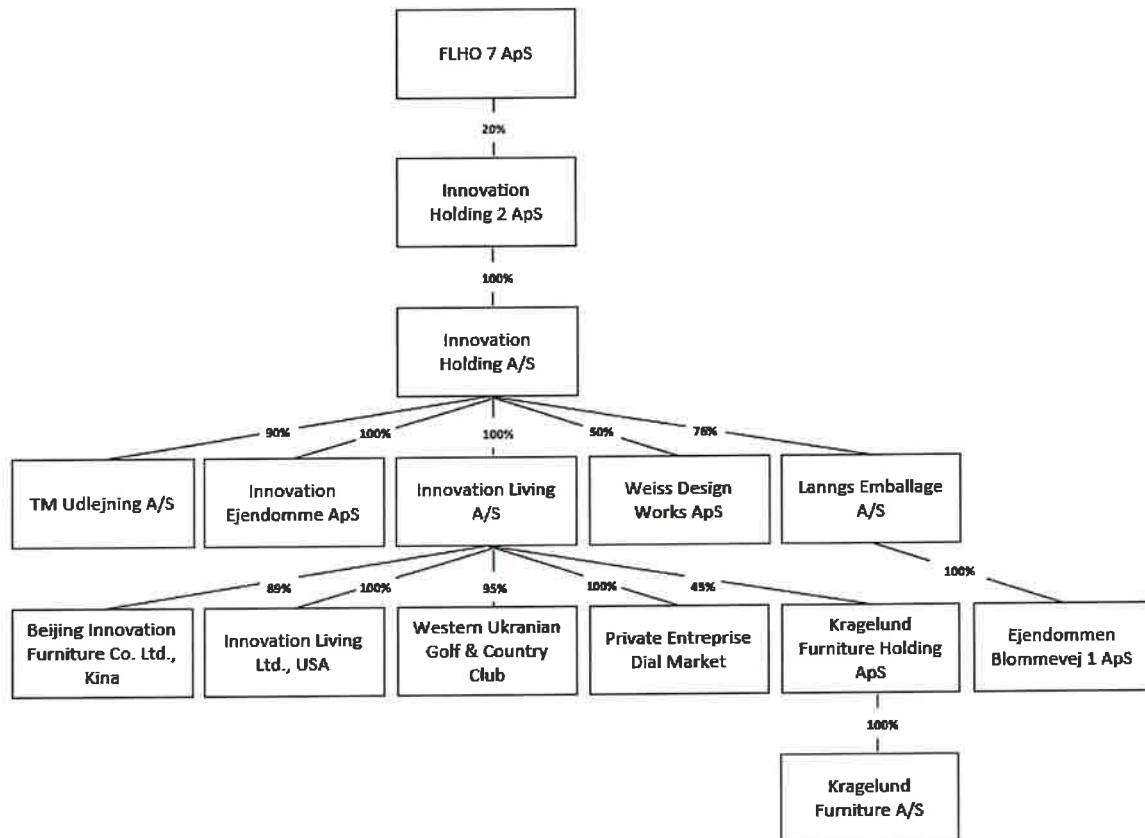 FLHO 7 ApS
20%
Innovation
Holding 2 ApS
100%
Innovation
Holding A/S
90%
100%
100%
50%
76%
TM Udlejning A/S
Innovation
Ejendomme ApS
Innovation Living
A/S
Weiss Design
Works ApS
Lanngs Emballage
A/S
89%
100%
95%
100%
45%
100%
Beijing Innovation
Furniture Co. Ltd.,
Kina
Innovation Living
Ltd., USA
Western Ukranian
Golf & Country
Club
Private Entreprise
Dial Market
Kragelund
Furniture Holding
ApS
Ejendommen
Blommevej 1 ApS
100%
Kragelund
Furniture A/S